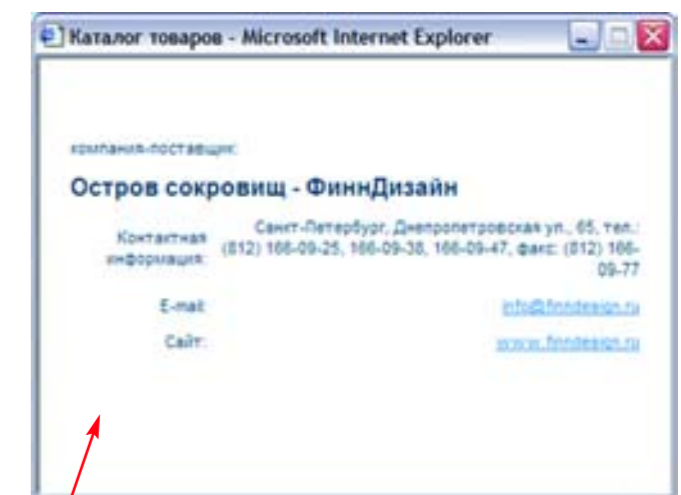 Каталог товаров - Microsoft Internet Explorer
компания-поставщик:
Остров сокровищ - ФиннДизайн
Контактная
информация:
Санкт-Петербург, Днепропетровская ул., 65, тел.:
(812) 166-09-25, 166-09-38, 166-09-47, факс: (812) 166-
09-77
E-mail:
info@finndesign.ru
Сайт:
www.finndesign.ru